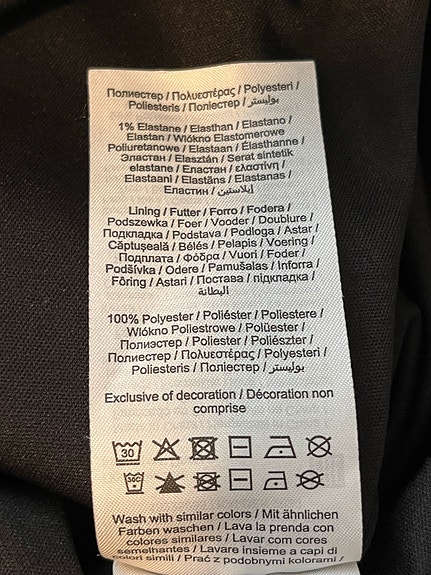 Полиестер / Πολυεστέρας / Polyesteri /
Poliesteris / Поліестер / بوليستر
1% Elastane / Elasthan / Elastano /
Elastan / Włókno Elastomerowe
Poliuretanowe / Elastaan / Élasthanne /
Эластан / Elasztán / Serat sintetik
elastane / Еластан / ελαστίνη /
Elastaani / Elastāns / Elastanas /
Еластин / إيلاستين
Lining / Futter / Forro / Fodera /
Podszewka / Foer / Vooder / Doublure /
Подкладка / Podstava / Podloga / Astar /
Căptușeală / Bélés / Pelapis / Voering /
Подплата / Φόδρα / Vuori / Foder /
Podšívka / Odere / Pamušalas / Inforra /
Fôring / Astari / Постава / підкладка /
البطانة
100% Polyester / Poliéster / Poliestere /
Włókno Poliestrowe / Polüester /
Полиэстер / Poliester / Poliészter /
Полиестер / Πολυεστέρας / Polyesteri /
Poliesteris / Поліестер / بوليستر
Exclusive of decoration / Décoration non
comprise
30
30C
Wash with similar colors / Mit ähnlichen
Farben waschen / Lava la prenda con
colores similares / Lavar com cores
semelhantes / Lavare insieme a capi di
colori simili / Prać z podobnymi kolorami /